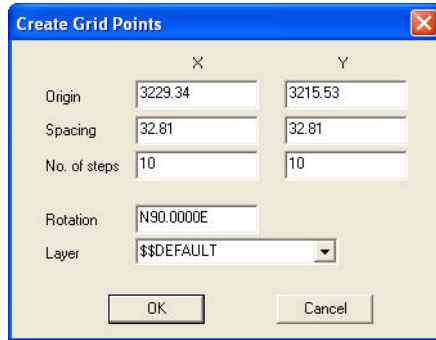 Create Grid Points
X Y
Origin 3229.34 3215.53
Spacing 32.81 32.81
No. of steps 10 10
Rotation N90.0000E
Layer $$DEFAULT
OK Cancel